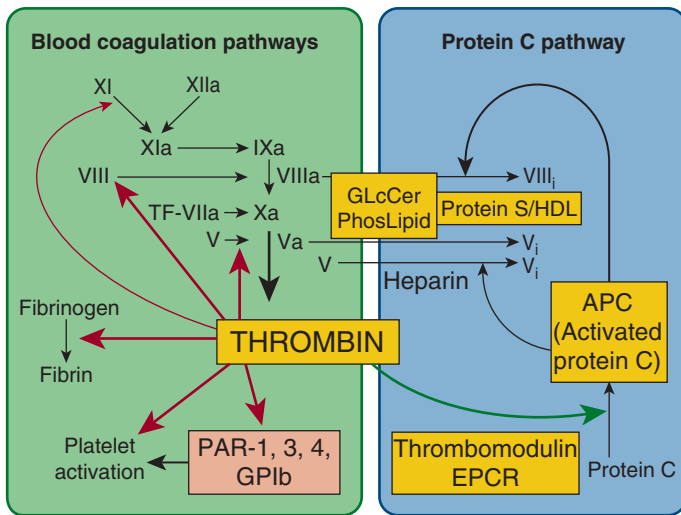 Blood coagulation pathways
Protein C pathway
XI
XIIa
XIa
IXa
VIII
VIIIa
GLcCer
PhosLipid
VIIIi
Protein S/HDL
TF-VIIa
Xa
V
Va
Vi
V
Vi
Heparin
Fibrinogen
Fibrin
THROMBIN
APC
(Activated
protein C)
Platelet
activation
PAR-1, 3, 4,
GPIb
Thrombomodulin
EPCR
Protein C